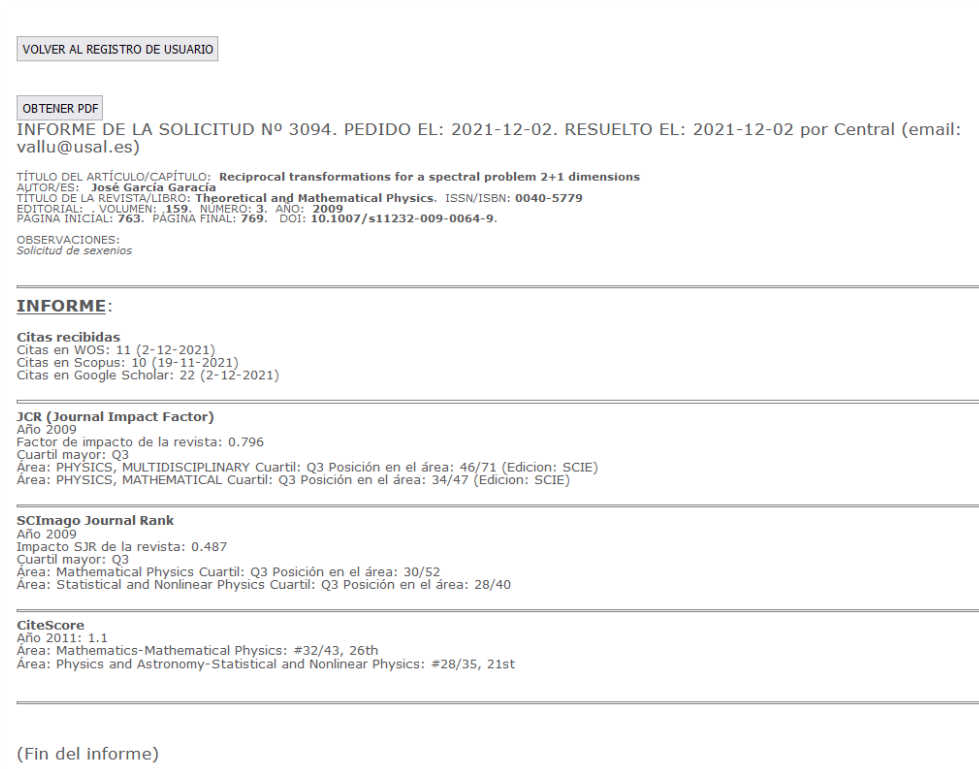 VOLVER AL REGISTRO DE USUARIO
OBTENER PDF
INFORME DE LA SOLICITUD Nº 3094. PEDIDO EL: 2021-12-02. RESUELTO EL: 2021-12-02 por Central (email:
vallu@usal.es)
TÍTULO DEL ARTÍCULO/CAPÍTULO: Reciprocal transformations for a spectral problem 2+1 dimensions
AUTOR/ES: José García Garacía
TÍTULO DE LA REVISTA/LIBRO: Theoretical and Mathematical Physics. ISSN/ISBN: 0040-5779
EDITORIAL: . VOLUMEN: 159. NÚMERO: 3. AÑO: 2009
PÁGINA INICIAL: 763. PÁGINA FINAL: 769. DOI: 10.1007/s11232-009-0064-9.
OBSERVACIONES:
Solicitud de sexenios
INFORME:
Citas recibidas
Citas en WOS: 11 (2-12-2021)
Citas en Scopus: 10 (19-11-2021)
Citas en Google Scholar: 22 (2-12-2021)
JCR (Journal Impact Factor)
Año 2009
Factor de impacto de la revista: 0.796
Cuartil mayor: Q3
Área: PHYSICS, MULTIDISCIPLINARY Cuartil: Q3 Posición en el área: 46/71 (Edicion: SCIE)
Área: PHYSICS, MATHEMATICAL Cuartil: Q3 Posición en el área: 34/47 (Edicion: SCIE)
SCImago Journal Rank
Año 2009
Impacto SJR de la revista: 0.487
Cuartil mayor: Q3
Área: Mathematical Physics Cuartil: Q3 Posición en el área: 30/52
Área: Statistical and Nonlinear Physics Cuartil: Q3 Posición en el área: 28/40
CiteScore
Año 2011: 1.1
Área: Mathematics-Mathematical Physics: #32/43, 26th
Área: Physics and Astronomy-Statistical and Nonlinear Physics: #28/35, 21st
(Fin del informe)